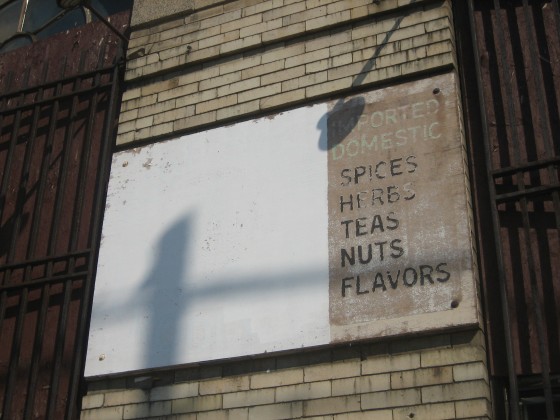 IMPORTED
DOMESTIC
SPICES
HERBS
TEAS
NUTS
FLAVORS